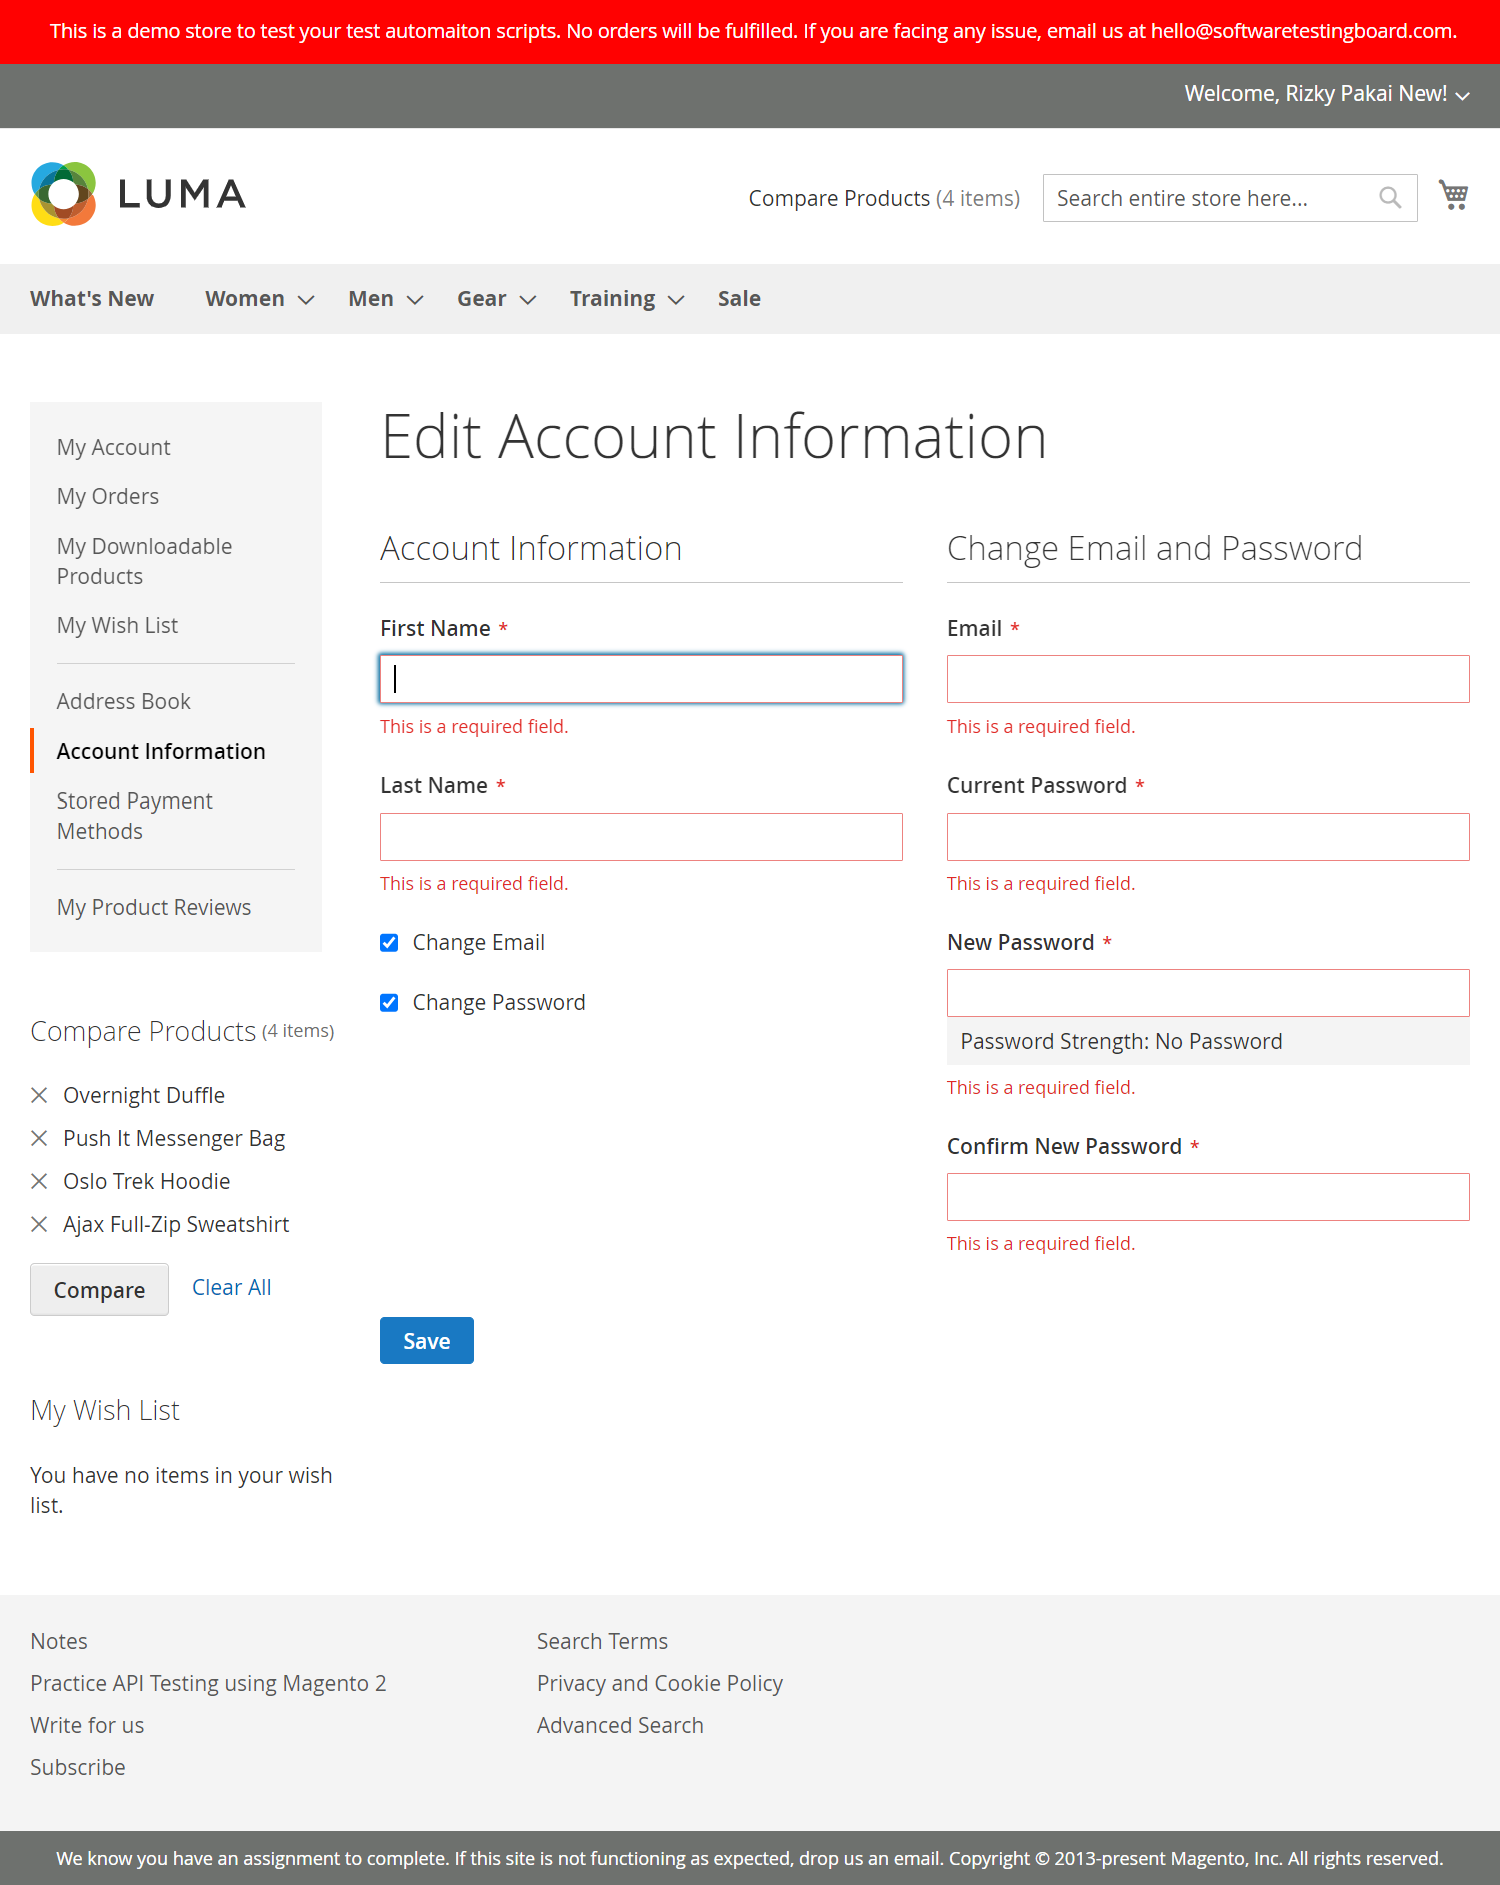 This is a demo store to test your test automaiton scripts. No orders will be fulfilled. If you are facing any issue, email us at hello@softwaretestingboard.com.
Welcome, Rizky Pakai New!
LUMA
Compare Products (4 items)
Search entire store here...
What's New
Women
Men
Gear
Training
Sale
My Account
My Orders
My Downloadable
Products
My Wish List
Address Book
Account Information
Stored Payment
Methods
My Product Reviews
Compare Products (4 items)
Overnight Duffle
Push It Messenger Bag
Oslo Trek Hoodie
Ajax Full-Zip Sweatshirt
Compare
Clear All
My Wish List
You have no items in your wish
list.
Edit Account Information
Account Information
First Name *
This is a required field.
Last Name *
This is a required field.
Change Email
Change Password
Change Email and Password
Email *
This is a required field.
Current Password *
This is a required field.
New Password *
Password Strength: No Password
This is a required field.
Confirm New Password *
This is a required field.
Save
Notes
Practice API Testing using Magento 2
Write for us
Subscribe
Search Terms
Privacy and Cookie Policy
Advanced Search
We know you have an assignment to complete. If this site is not functioning as expected, drop us an email. Copyright © 2013-present Magento, Inc. All rights reserved.